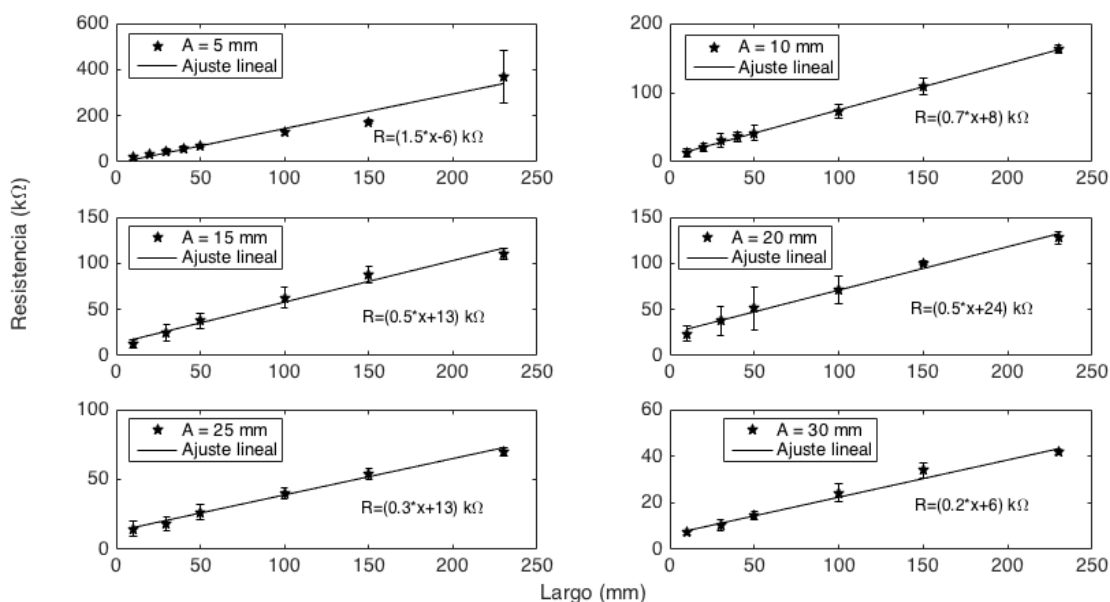 Resistencia (kΩ)
600
400
200
0
0 50 100 150 200 250
A = 5 mm
Ajuste lineal
R=(1.5*x-6) kΩ
200
100
0
0 50 100 150 200 250
A = 10 mm
Ajuste lineal
R=(0.7*x+8) kΩ
150
100
50
0
0 50 100 150 200 250
A = 15 mm
Ajuste lineal
R=(0.5*x+13) kΩ
150
100
50
0
0 50 100 150 200 250
A = 20 mm
Ajuste lineal
R=(0.5*x+24) kΩ
100
50
0
0 50 100 150 200 250
A = 25 mm
Ajuste lineal
R=(0.3*x+13) kΩ
60
40
20
0
0 50 100 150 200 250
A = 30 mm
Ajuste lineal
R=(0.2*x+6) kΩ
Largo (mm)